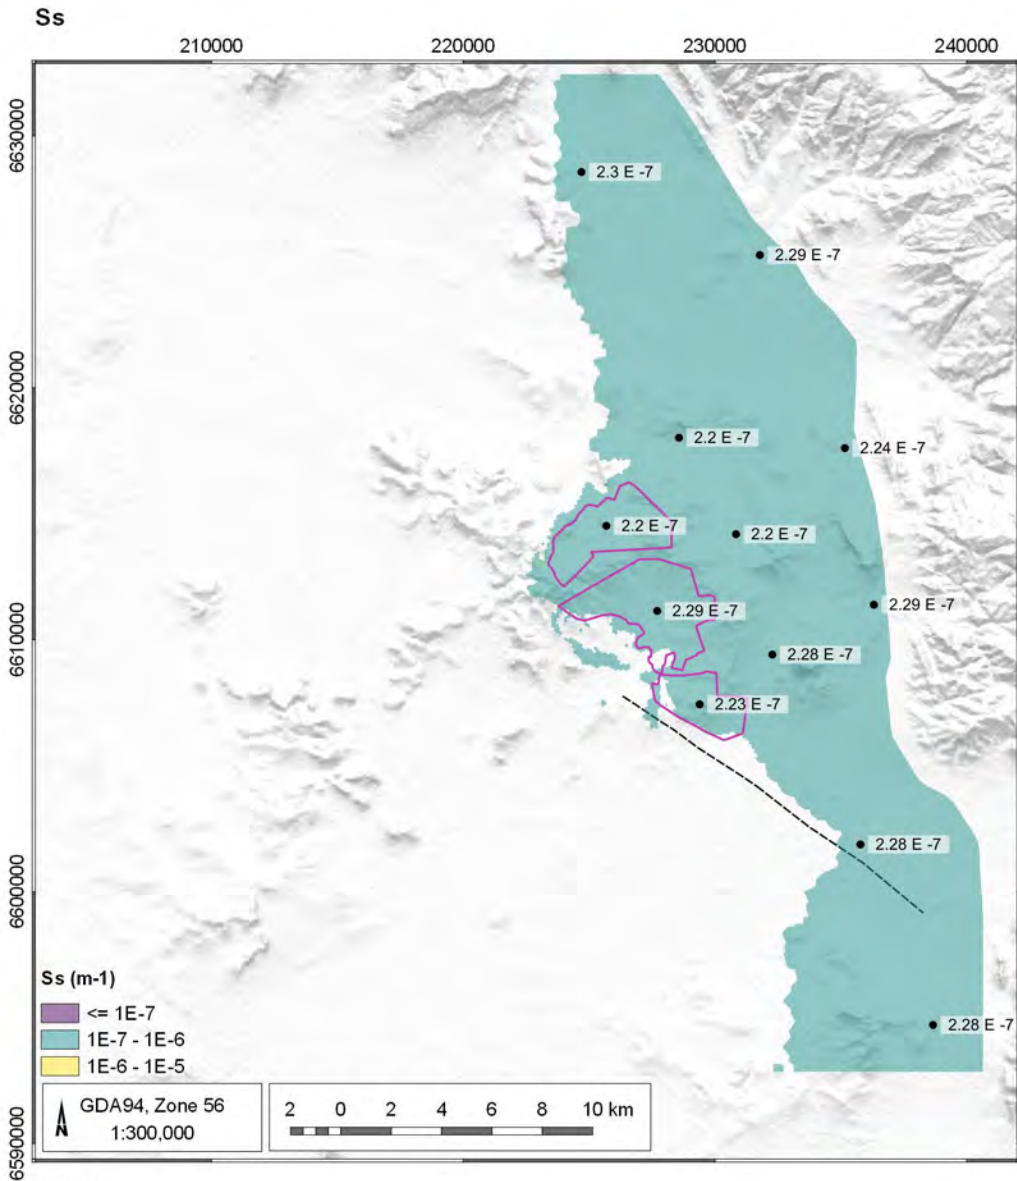 Ss
210000 220000 230000 240000
6630000
2.3 E -7
2.29 E -7
6620000
2.2 E -7
2.24 E -7
2.2 E -7
2.2 E -7
2.29 E -7
2.29 E -7
6610000
2.28 E -7
2.23 E -7
2.28 E -7
6600000
Ss (m-1)
<= 1E-7
1E-7 - 1E-6
1E-6 - 1E-5
2.28 E -7
GDA94, Zone 56
1:300,000
N
2 0 2 4 6 8 10 km
6590000